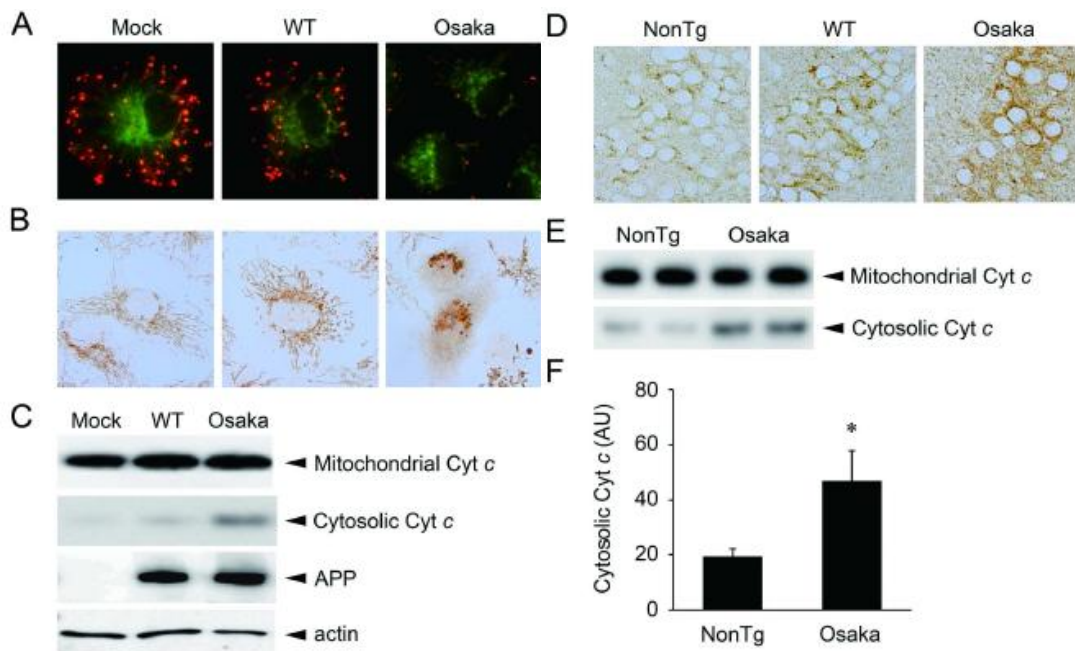 A
Mock WT Osaka
B
C
Mock WT Osaka
Mitochondrial Cyt c
Cytosolic Cyt c
APP
actin
D
NonTg WT Osaka
E
NonTg Osaka
Mitochondrial Cyt c
Cytosolic Cyt c
F
Cytosolic Cyt c (AU)
80
60
40
20
0
*
NonTg Osaka